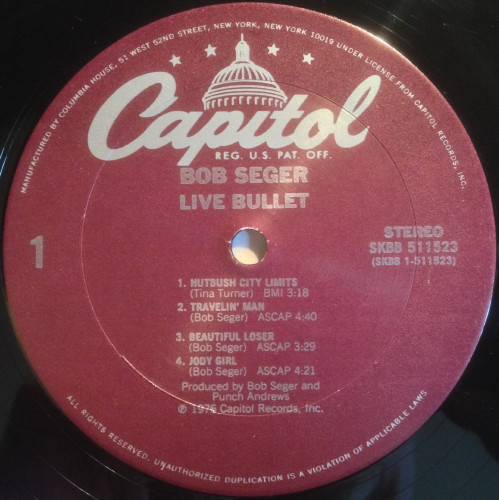 MANUFACTURED BY COLUMBIA HOUSE, 51 WEST 52ND STREET, NEW YORK, NEW YORK 10019 UNDER LICENSE FROM CAPITOL RECORDS, INC.
Capitol
REG. U.S. PAT. OFF.
BOB SEGER
LIVE BULLET
1
STEREO
SKBB 511523
(SKBB 1-511523)
1. NUTBUSH CITY LIMITS
(Tina Turner) BMI 3:18
2. TRAVELIN' MAN
(Bob Seger) ASCAP 4:40
3. BEAUTIFUL LOSER
(Bob Seger) ASCAP 3:29
4. JODY GIRL
(Bob Seger) ASCAP 4:21
Produced by Bob Seger and
Punch Andrews
℗ 1976 Capitol Records, Inc.
ALL RIGHTS RESERVED. UNAUTHORIZED DUPLICATION IS A VIOLATION OF APPLICABLE LAWS